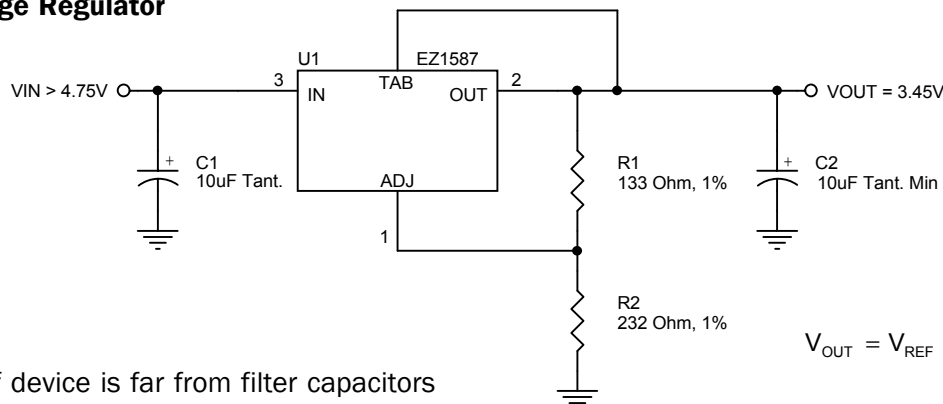 ge Regulator
U1 EZ1587
VIN > 4.75V 3 IN TAB OUT 2 VOUT = 3.45V
+ C1
10uF Tant.
ADJ
1
R1
133 Ohm, 1%
+ C2
10uF Tant. Min
R2
232 Ohm, 1%
VOUT = VREF
device is far from filter capacitors